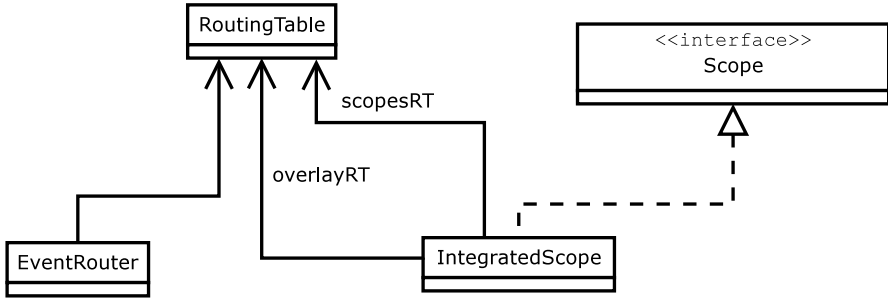 RoutingTable
<<interface>>
Scope
scopesRT
overlayRT
EventRouter
IntegratedScope